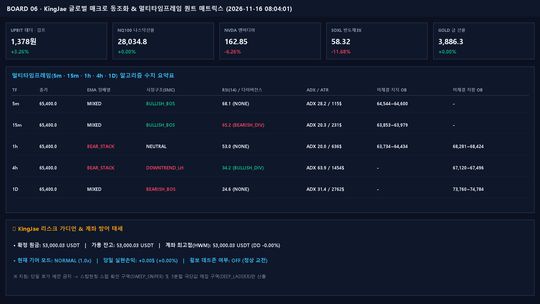 BOARD 06 · KingJae 글로벌 매크로 동조화 & 멀티타임프레임 퀀트 매트릭스 (2026-11-16 08:04:01)
UPBIT 테더 · 검프
1,378원
+3.26%
NQ100 나스닥선물
28,034.8
+0.00%
NVDA 엔비디아
162.85
-6.26%
SOXL 반도체3X
58.32
-11.68%
GOLD 금 선물
3,886.3
+0.00%
멀티타임프레임(5m · 15m · 1h · 4h · 1D) 알고리즘 수치 요약표
TF 종가 EMA 정배열 시장구조(SMC) RSI(14) / 다이버전스 ADX / ATR 미체결 지지 OB 미체결 저항 OB
5m 65,400.0 MIXED BULLISH_BOS 68.1 (NONE) ADX 28.2 / 115$ 64,544~64,600 -
15m 65,400.0 MIXED BULLISH_BOS 65.2 (BEARISH_DIV) ADX 20.3 / 231$ 63,853~63,979 -
1h 65,400.0 BEAR_STACK NEUTRAL 53.0 (NONE) ADX 20.8 / 636$ 63,734~64,434 68,281~68,424
4h 65,400.0 BEAR_STACK DOWNTREND_LH 34.2 (BULLISH_DIV) ADX 63.9 / 1454$ - 67,120~67,496
1D 65,400.0 MIXED BEARISH_BOS 24.6 (NONE) ADX 31.4 / 2762$ - 73,760~74,784
KingJae 리스크 가디언 & 계좌 방어 태세
• 확정 원금: 53,000.03 USDT | 가용 잔고: 53,000.03 USDT | 계좌 최고점(HWM): 53,000.03 USDT (DD -0.00%)
• 현재 기어 모드: NORMAL (1.0x) | 당일 실현손익: +0.00$ (+0.00%) | 휩쏘 데드존 여부: OFF (정상 교전)